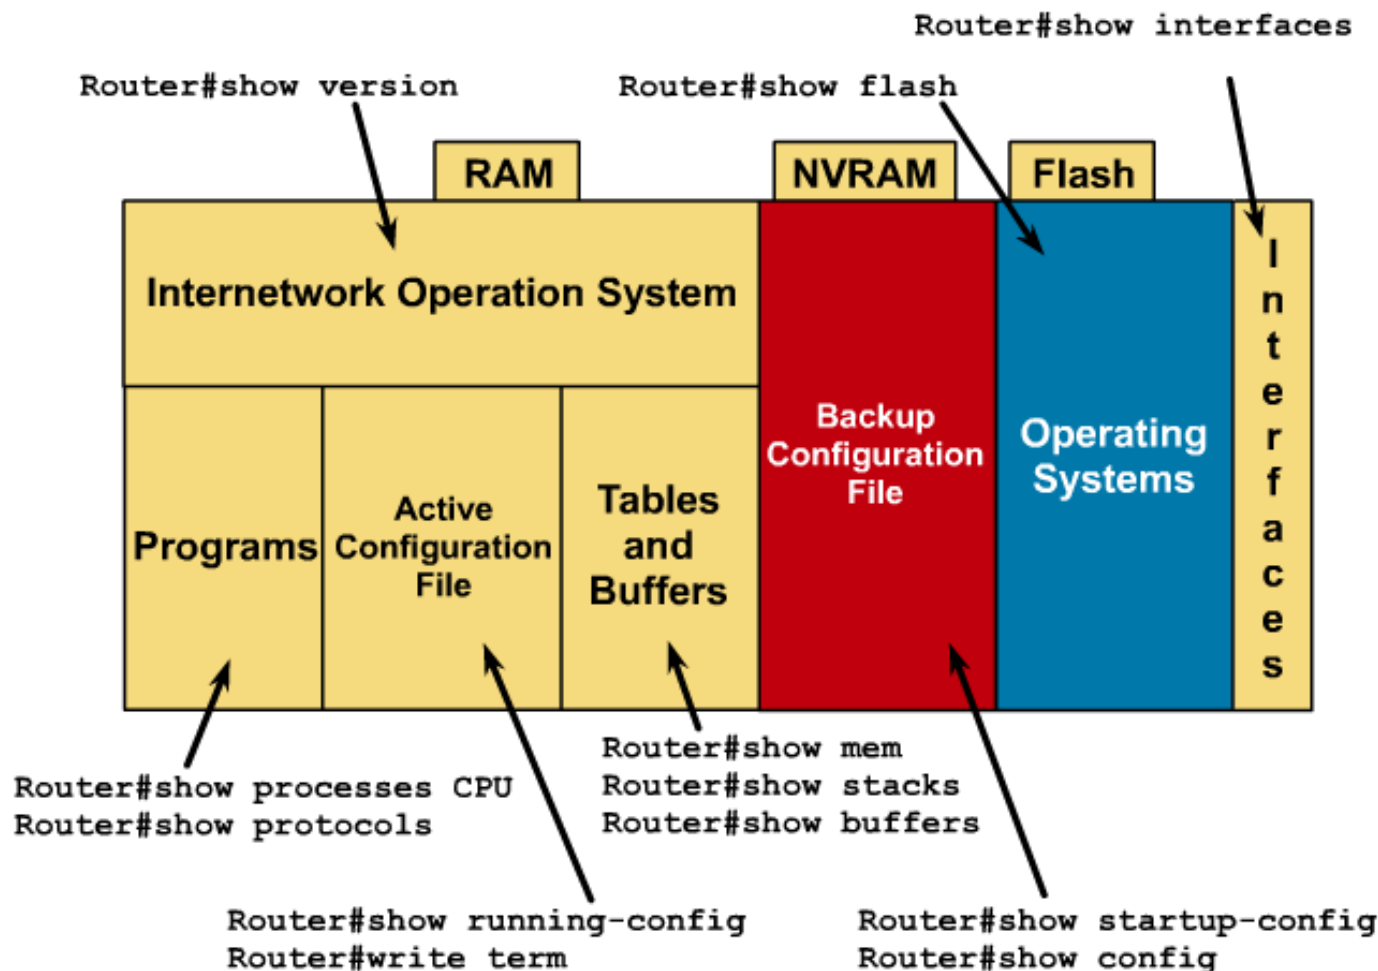 Router#show interfaces
Router#show version
Router#show flash
RAM
NVRAM
Flash
Internetwork Operation System
Programs
Active
Configuration
File
Tables
and
Buffers
Backup
Configuration
File
Operating
Systems
Interfaces
Router#show processes CPU
Router#show protocols
Router#show mem
Router#show stacks
Router#show buffers
Router#show running-config
Router#write term
Router#show startup-config
Router#show config